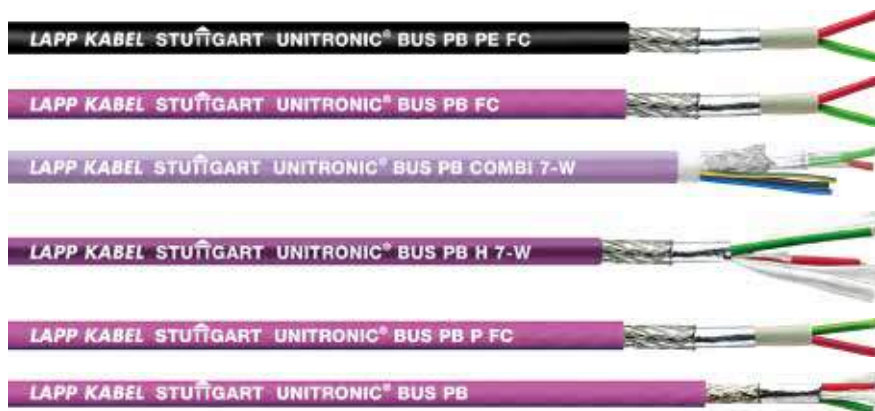 LAPP KABEL STUTTGART UNITRONIC® BUS PB PE FC
LAPP KABEL STUTTGART UNITRONIC® BUS PB FC
LAPP KABEL STUTTGART UNITRONIC® BUS PB COMBI 7-W
LAPP KABEL STUTTGART UNITRONIC® BUS PB H 7-W
LAPP KABEL STUTTGART UNITRONIC® BUS PB P FC
LAPP KABEL STUTTGART UNITRONIC® BUS PB